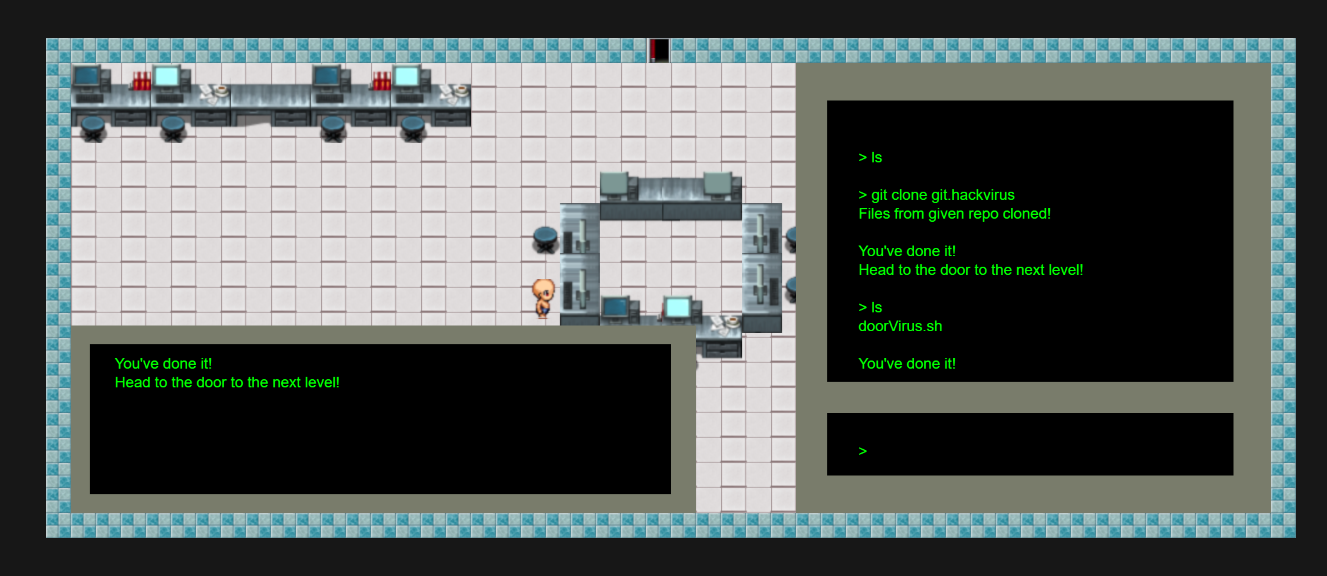 > ls
> git clone git.hackvirus
Files from given repo cloned!
You've done it!
Head to the door to the next level!
> ls
doorVirus.sh
You've done it!
>
You've done it!
Head to the door to the next level!